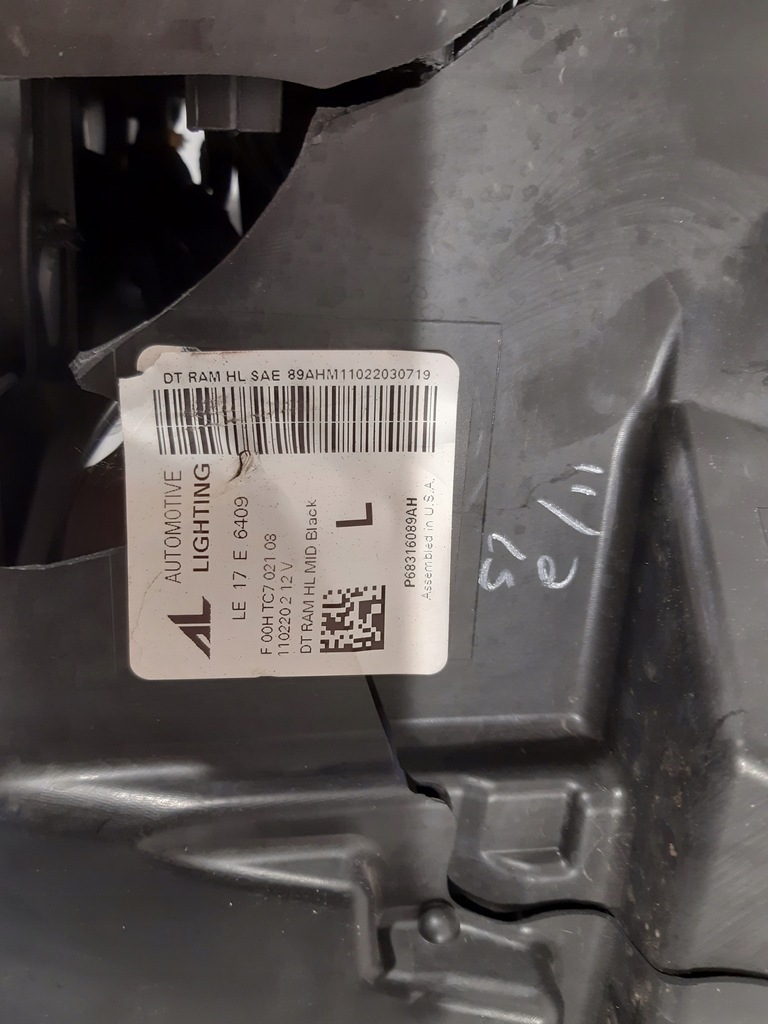 DT RAM HL SAE 89AHM11022030719
AL AUTOMOTIVE
LIGHTING
LE 17 E 6409
F 00H TC7 021 08
110220 2 12 V
DT RAM HL MID Black
L
P68316089AH
Assembled in U.S.A.